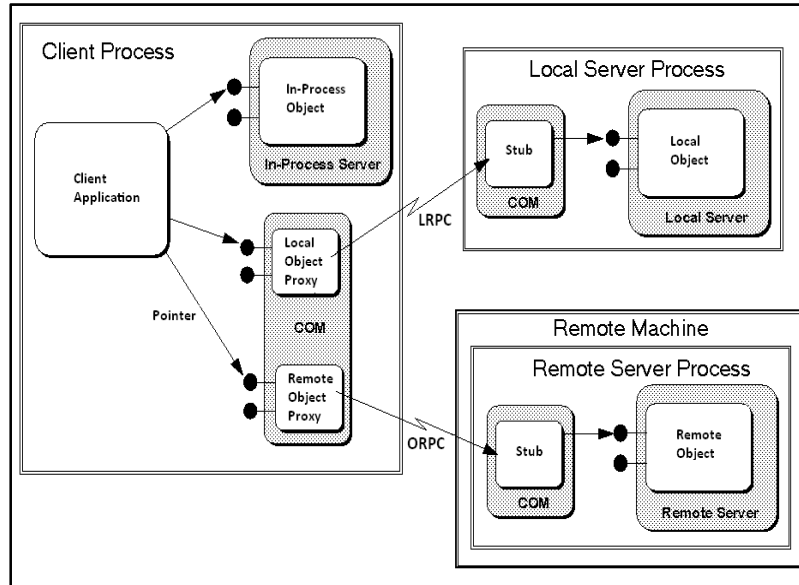 Client Process
In-Process
Object
In-Process Server
Client
Application
Local
Object
Proxy
COM
Pointer
Remote
Object
Proxy
LRPC
ORPC
Local Server Process
Stub
COM
Local
Object
Local Server
Remote Machine
Remote Server Process
Stub
COM
Remote
Object
Remote Server